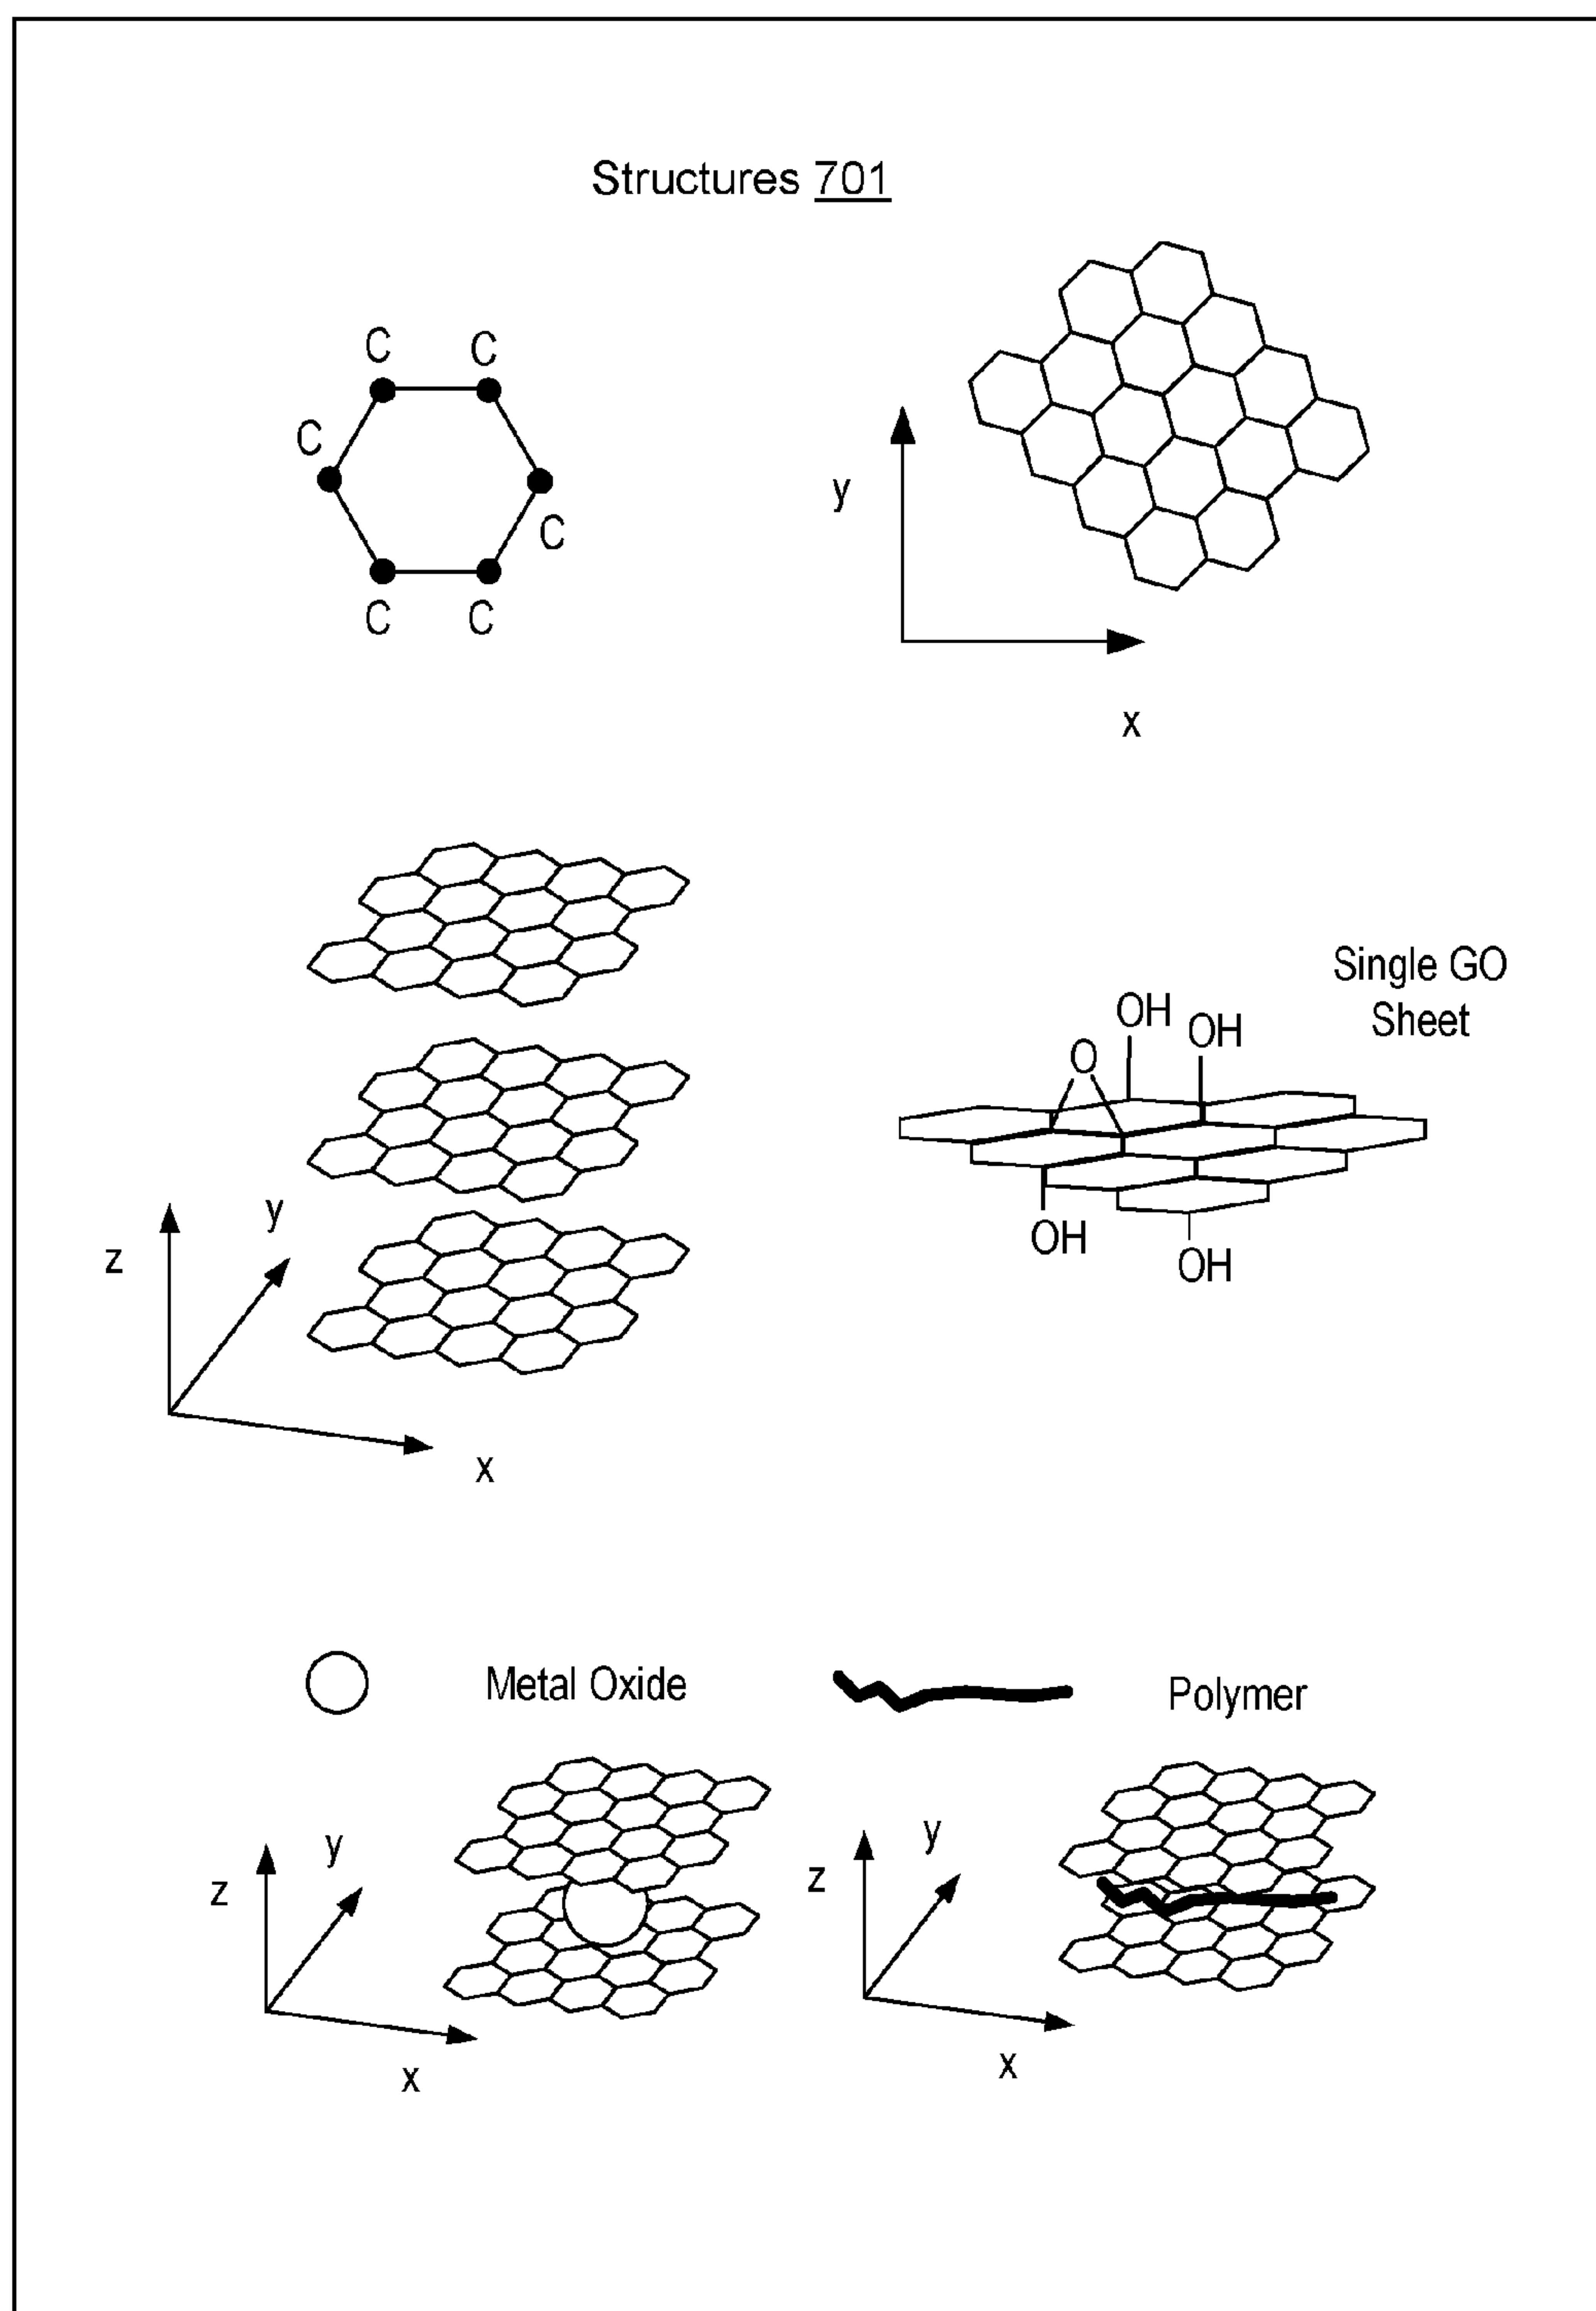 Structures 701
C C
C
C
C C
y
x
Single GO
Sheet
OH
OH
O
OH
OH
z
y
x
Metal Oxide
Polymer
z
y
x
z
y
x